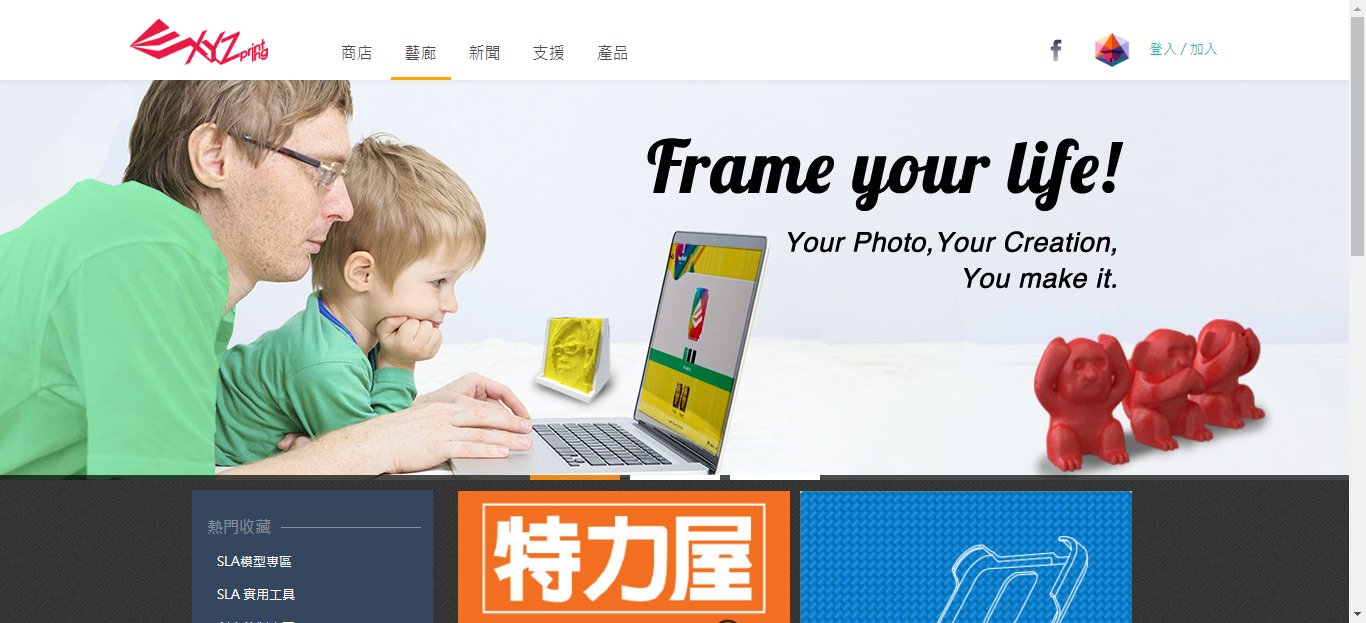 XYZprinting
商店
藝廊
新聞
支援
產品
登入 / 加入
Frame your life!
Your Photo,Your Creation,
You make it.
熱門收藏
SLA模型專區
SLA 實用工具
特力屋